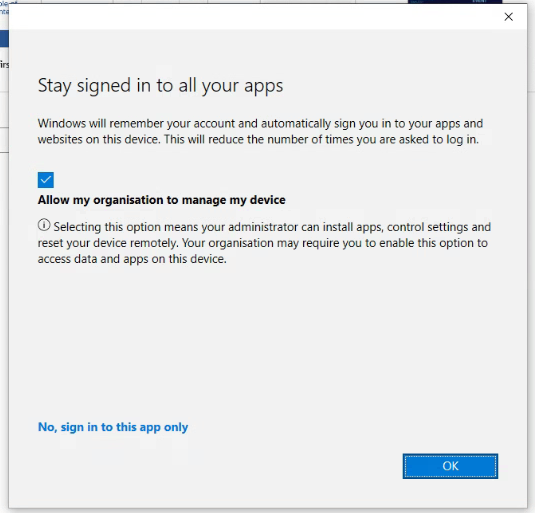 Stay signed in to all your apps
Windows will remember your account and automatically sign you in to your apps and
websites on this device. This will reduce the number of times you are asked to log in.
Allow my organisation to manage my device
Selecting this option means your administrator can install apps, control settings and
reset your device remotely. Your organisation may require you to enable this option to
access data and apps on this device.
No, sign in to this app only
OK